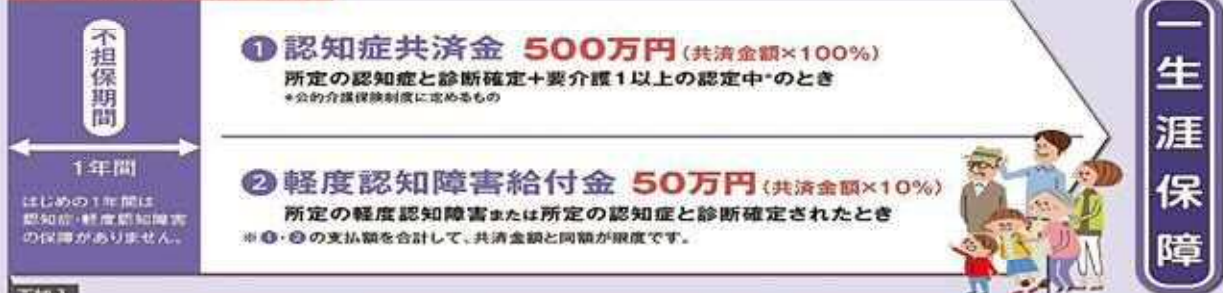 不担保期間
1年間
はじめの1年間は
認知症・軽度認知障害
の保障がありません。
❶認知症共済金 500万円(共済金額×100%)
所定の認知症と診断確定+要介護1以上の認定中*のとき
*公的介護保険制度に定めるもの
❷軽度認知障害給付金 50万円(共済金額×10%)
所定の軽度認知障害または所定の認知症と診断確定されたとき
※❶・❷の支払額を合計して、共済金額と同額が限度です。
一生涯保障